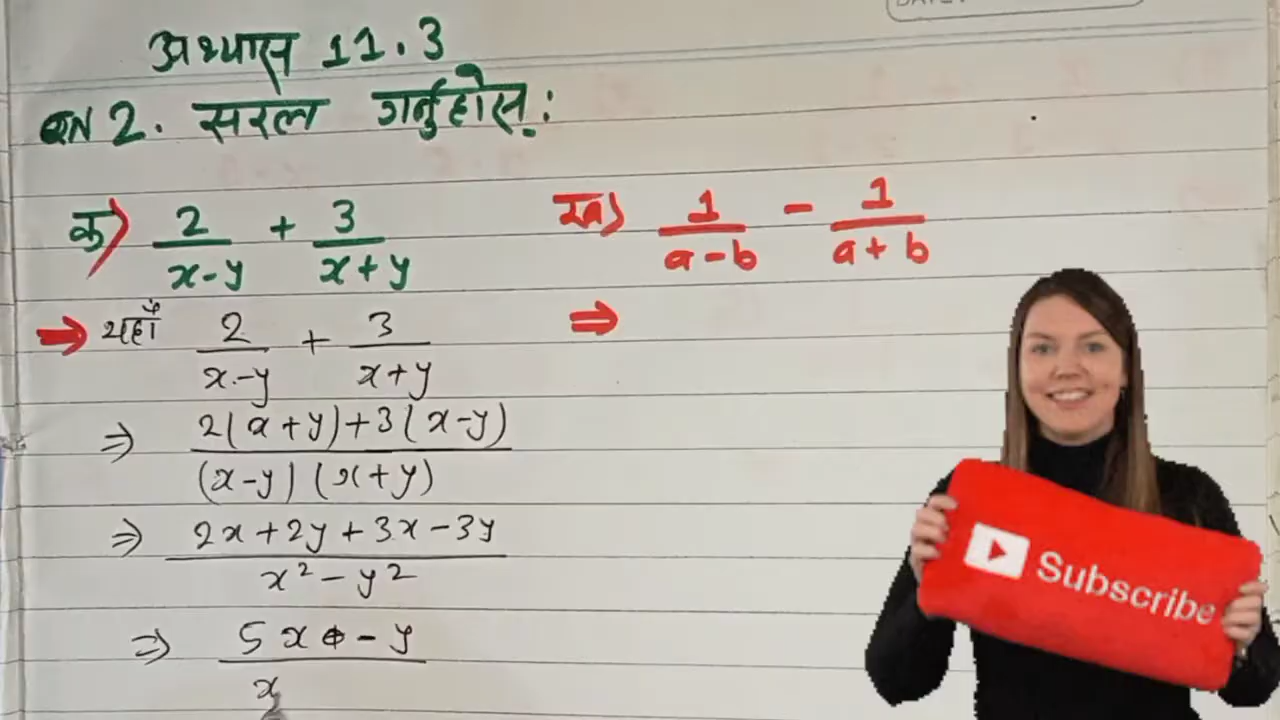 अभ्यास 11.3
QN 2. सरल गर्नुहोस्:
क) 2/(x-y) + 3/(x+y)
⇒ यहाँ 2/(x-y) + 3/(x+y)
⇒ 2(x+y)+3(x-y)/(x-y)(x+y)
⇒ 2x+2y+3x-3y/x²-y²
⇒ 5x-y/x
ख) 1/(a-b) - 1/(a+b)
⇒
Subscribe